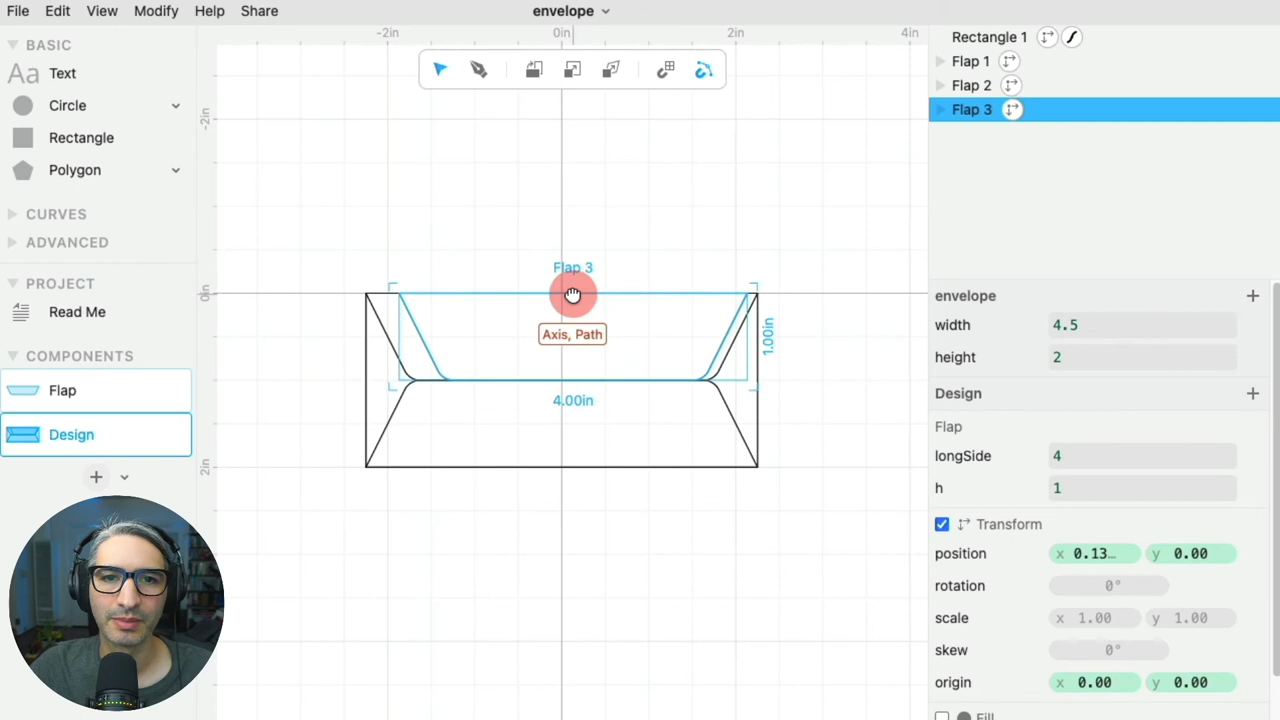 File Edit View Modify Help Share
envelope
BASIC
Aa Text
Circle
Rectangle
Polygon
CURVES
ADVANCED
PROJECT
Read Me
COMPONENTS
Flap
Design
-2in 0in 2in 4in
-2in
0in
2in
Flap 3
Axis, Path
1.00in
4.00in
Rectangle 1
Flap 1
Flap 2
Flap 3
envelope
width 4.5
height 2
Design
Flap
longSide 4
h 1
Transform
position x 0.13... y 0.00
rotation 0°
scale x 1.00 y 1.00
skew 0°
origin x 0.00 y 0.00
Fill